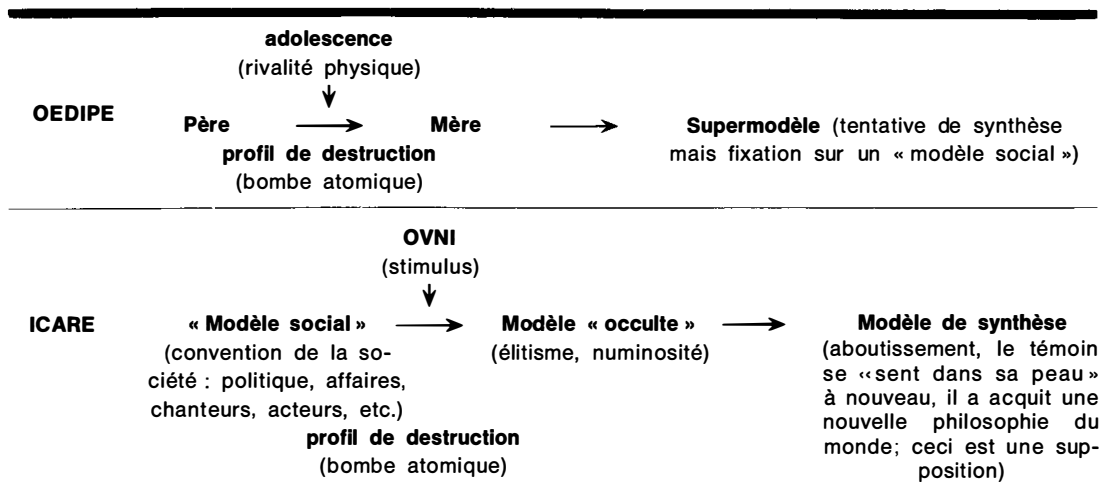 adolescence
(rivalité physique)
OEDIPE
Père → Mère → Supermodèle (tentative de synthèse
mais fixation sur un « modèle social »)
profil de destruction
(bombe atomique)
OVNI
(stimulus)
ICARE
« Modèle social » → Modèle « occulte » → Modèle de synthèse
(convention de la so-
ciété : politique, affaires,
chanteurs, acteurs, etc.)
profil de destruction
(bombe atomique)
(élitisme, numinosité)
(aboutissement, le témoin
se «sent dans sa peau»
à nouveau, il a acquit une
nouvelle philosophie du
monde; ceci est une sup-
position)